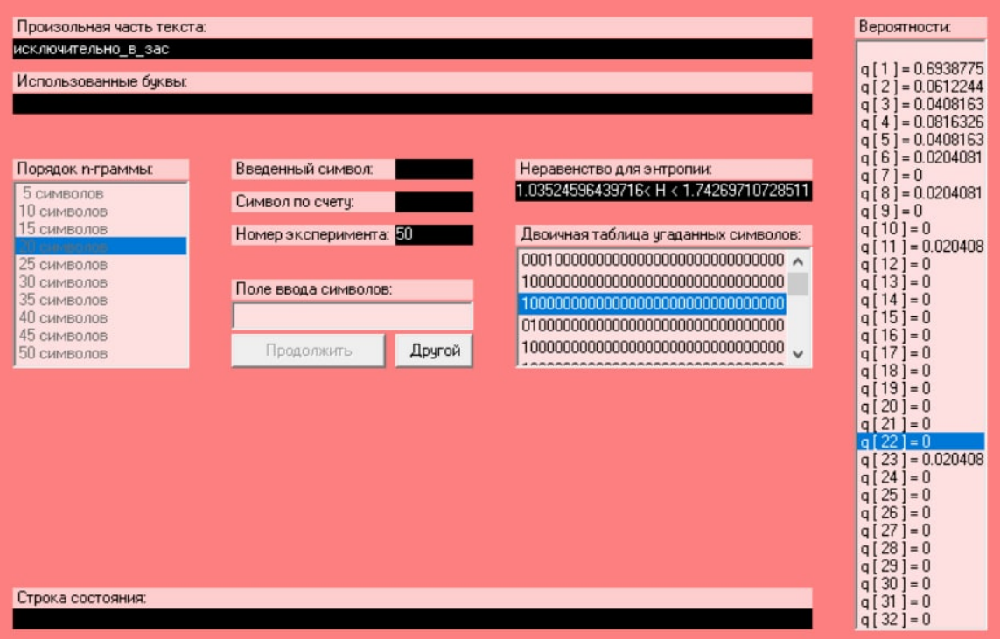 Произольная часть текста:
исключительно_в_зас
Использованные буквы:
Порядок n-граммы:
5 символов
10 символов
15 символов
20 символов
25 символов
30 символов
35 символов
40 символов
45 символов
50 символов
Введенный символ:
Символ по счету:
Номер эксперимента: 50
Поле ввода символов:
Продолжить
Другой
Неравенство для энтропии:
1.03524596439716< H < 1.74269710728511
Двоичная таблица угаданных символов:
00010000000000000000000000000000
10000000000000000000000000000000
10000000000000000000000000000000
01000000000000000000000000000000
10000000000000000000000000000000
Строка состояния:
Вероятности:
q [ 1 ] = 0.6938775
q [ 2 ] = 0.0612244
q [ 3 ] = 0.0408163
q [ 4 ] = 0.0816326
q [ 5 ] = 0.0408163
q [ 6 ] = 0.0204081
q [ 7 ] = 0
q [ 8 ] = 0.0204081
q [ 9 ] = 0
q [ 10 ] = 0
q [ 11 ] = 0.020408
q [ 12 ] = 0
q [ 13 ] = 0
q [ 14 ] = 0
q [ 15 ] = 0
q [ 16 ] = 0
q [ 17 ] = 0
q [ 18 ] = 0
q [ 19 ] = 0
q [ 20 ] = 0
q [ 21 ] = 0
q [ 22 ] = 0
q [ 23 ] = 0.020408
q [ 24 ] = 0
q [ 25 ] = 0
q [ 26 ] = 0
q [ 27 ] = 0
q [ 28 ] = 0
q [ 29 ] = 0
q [ 30 ] = 0
q [ 31 ] = 0
q [ 32 ] = 0